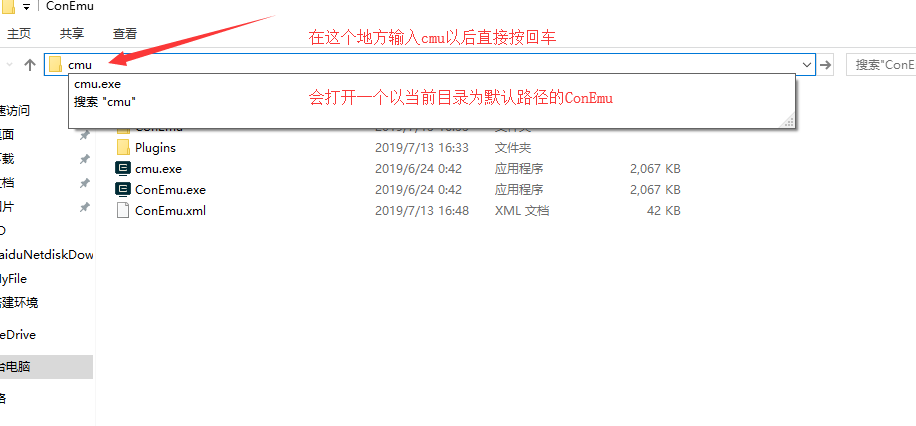 ConEmu
主页 共享 查看
在这个地方输入cmu以后直接按回车
cmu
搜索"ConE
cmu.exe
搜索 "cmu"
会打开一个以当前目录为默认路径的ConEmu
速访问
桌面
下载
文档
图片
Plugins 2019/7/13 16:33 文件夹
cmu.exe 2019/6/24 0:42 应用程序 2,067 KB
ConEmu.exe 2019/6/24 0:42 应用程序 2,067 KB
ConEmu.xml 2019/7/13 16:48 XML 文档 42 KB
aiduNetdiskDow
MyFile
搭建环境
eDrive
台电脑
络